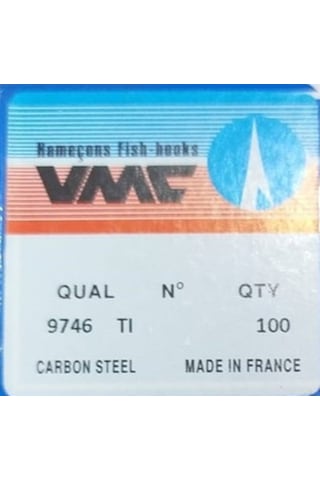 Hameçons Fish-hooks
VMC
QUAL N° QTY
9746 TI 100
CARBON STEEL MADE IN FRANCE